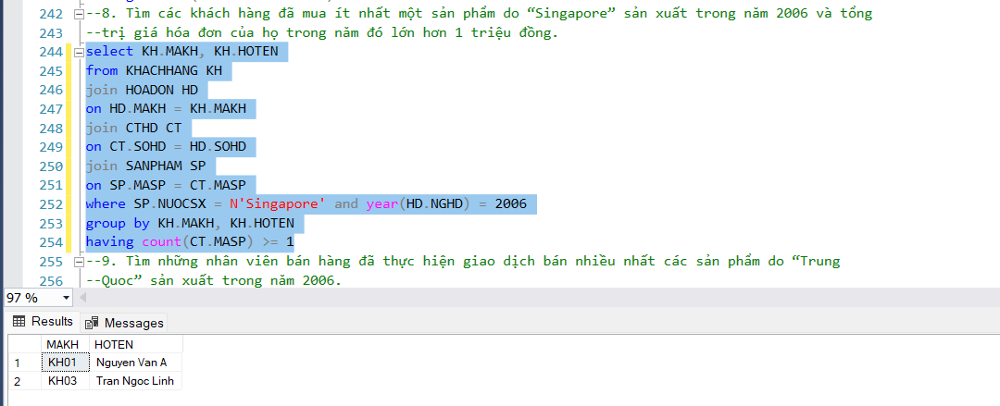 242 --8. Tìm các khách hàng đã mua ít nhất một sản phẩm do “Singapore” sản xuất trong năm 2006 và tổng
243 --trị giá hóa đơn của họ trong năm đó lớn hơn 1 triệu đồng.
244 select KH.MAKH, KH.HOTEN
245 from KHACHHANG KH
246 join HOADON HD
247 on HD.MAKH = KH.MAKH
248 join CTHD CT
249 on CT.SOHD = HD.SOHD
250 join SANPHAM SP
251 on SP.MASP = CT.MASP
252 where SP.NUOCSX = N'Singapore' and year(HD.NGHD) = 2006
253 group by KH.MAKH, KH.HOTEN
254 having count(CT.MASP) >= 1
255 --9. Tìm những nhân viên bán hàng đã thực hiện giao dịch bán nhiều nhất các sản phẩm do “Trung
256 --Quoc” sản xuất trong năm 2006.
97 %
Results Messages
MAKH HOTEN
1 KH01 Nguyen Van A
2 KH03 Tran Ngoc Linh